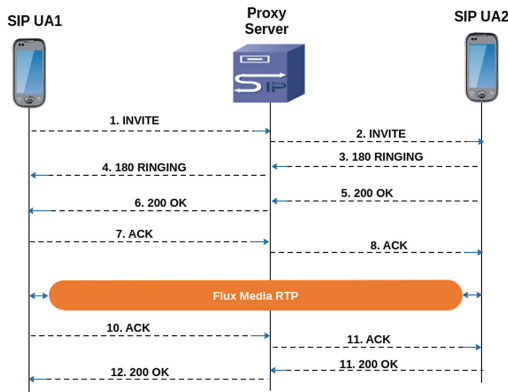 SIP UA1
Proxy
Server
SIP UA2
SIP
1. INVITE
2. INVITE
3. 180 RINGING
4. 180 RINGING
5. 200 OK
6. 200 OK
7. ACK
8. ACK
Flux Media RTP
10. ACK
11. ACK
11. 200 OK
12. 200 OK